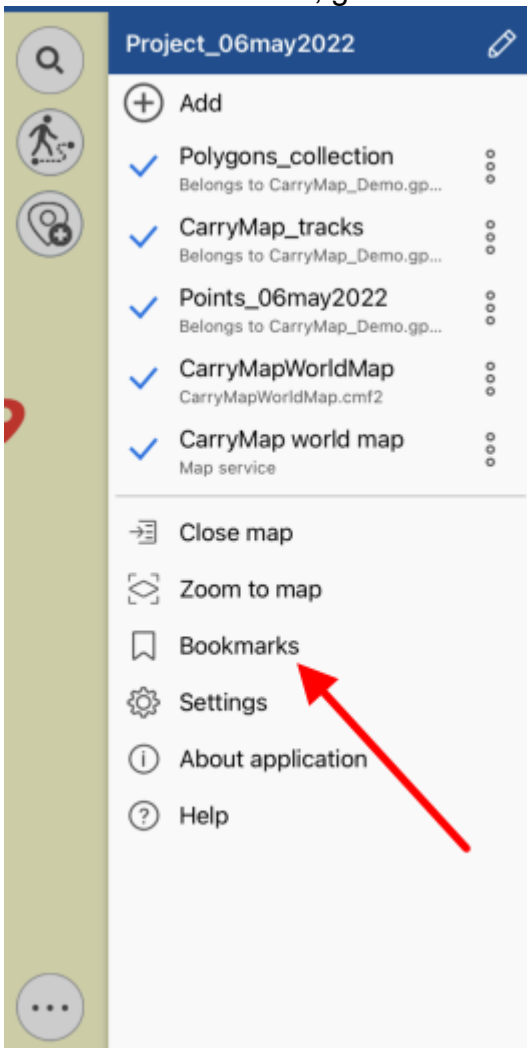 Project_06may2022
Add
Polygons_collection
Belongs to CarryMap_Demo.gp...
CarryMap_tracks
Belongs to CarryMap_Demo.gp...
Points_06may2022
Belongs to CarryMap_Demo.gp...
CarryMapWorldMap
CarryMapWorldMap.cmf2
CarryMap world map
Map service
Close map
Zoom to map
Bookmarks
Settings
About application
Help